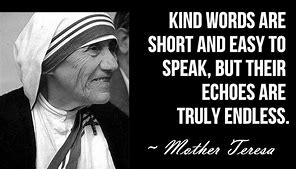 KIND WORDS ARE
SHORT AND EASY TO
SPEAK, BUT THEIR
ECHOES ARE
TRULY ENDLESS.
~ Mother Teresa